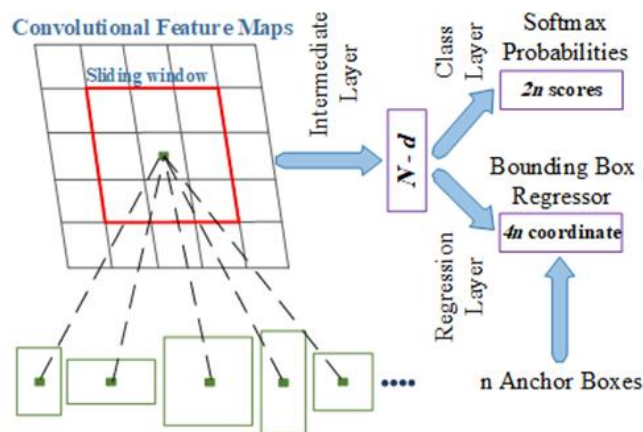 Convolutional Feature Maps
Sliding window
Intermediate
Layer
N - d
Class
Layer
Softmax
Probabilities
2n scores
Bounding Box
Regressor
4n coordinate
Regression
Layer
n Anchor Boxes